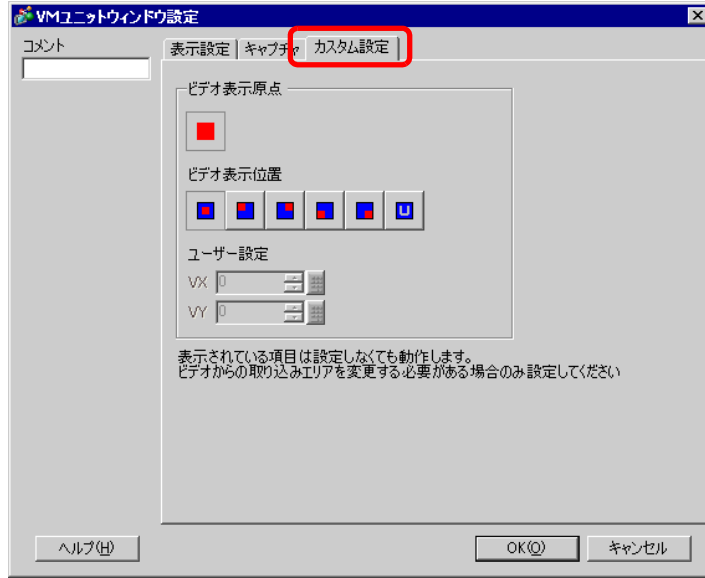 VMユニットウィンドウ設定
コメント
表示設定 キャプチャ カスタム設定
ビデオ表示原点
ビデオ表示位置
U
ユーザー設定
VX 0
VY 0
表示されている項目は設定しなくても動作します。
ビデオからの取り込みエリアを変更する必要がある場合のみ設定してください
ヘルプ(H) OK(O) キャンセル